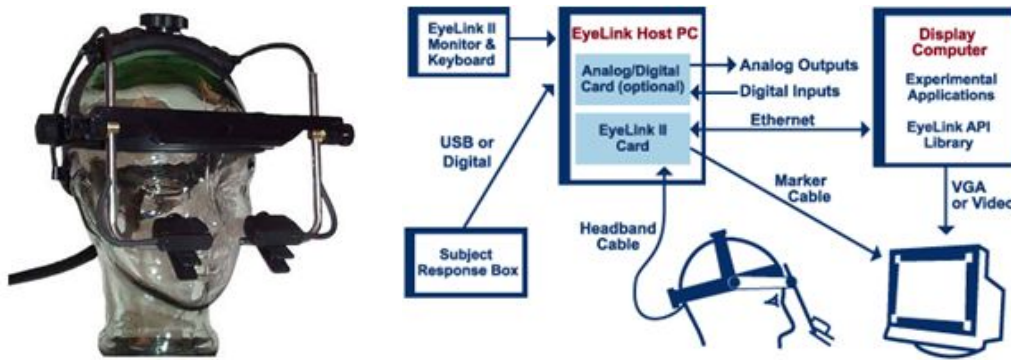 EyeLink II
Monitor &
Keyboard
EyeLink Host PC
Analog/Digital
Card (optional)
EyeLink II
Card
Analog Outputs
Digital Inputs
Ethernet
Display
Computer
Experimental
Applications
EyeLink API
Library
USB or
Digital
Subject
Response Box
Headband
Cable
Marker
Cable
VGA
or Video